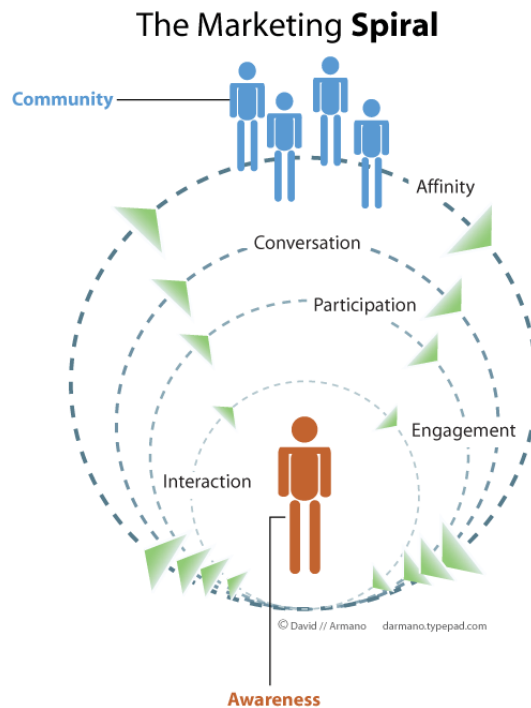 The Marketing Spiral
Community
Affinity
Conversation
Participation
Engagement
Interaction
© David // Armano darmano.typepad.com
Awareness